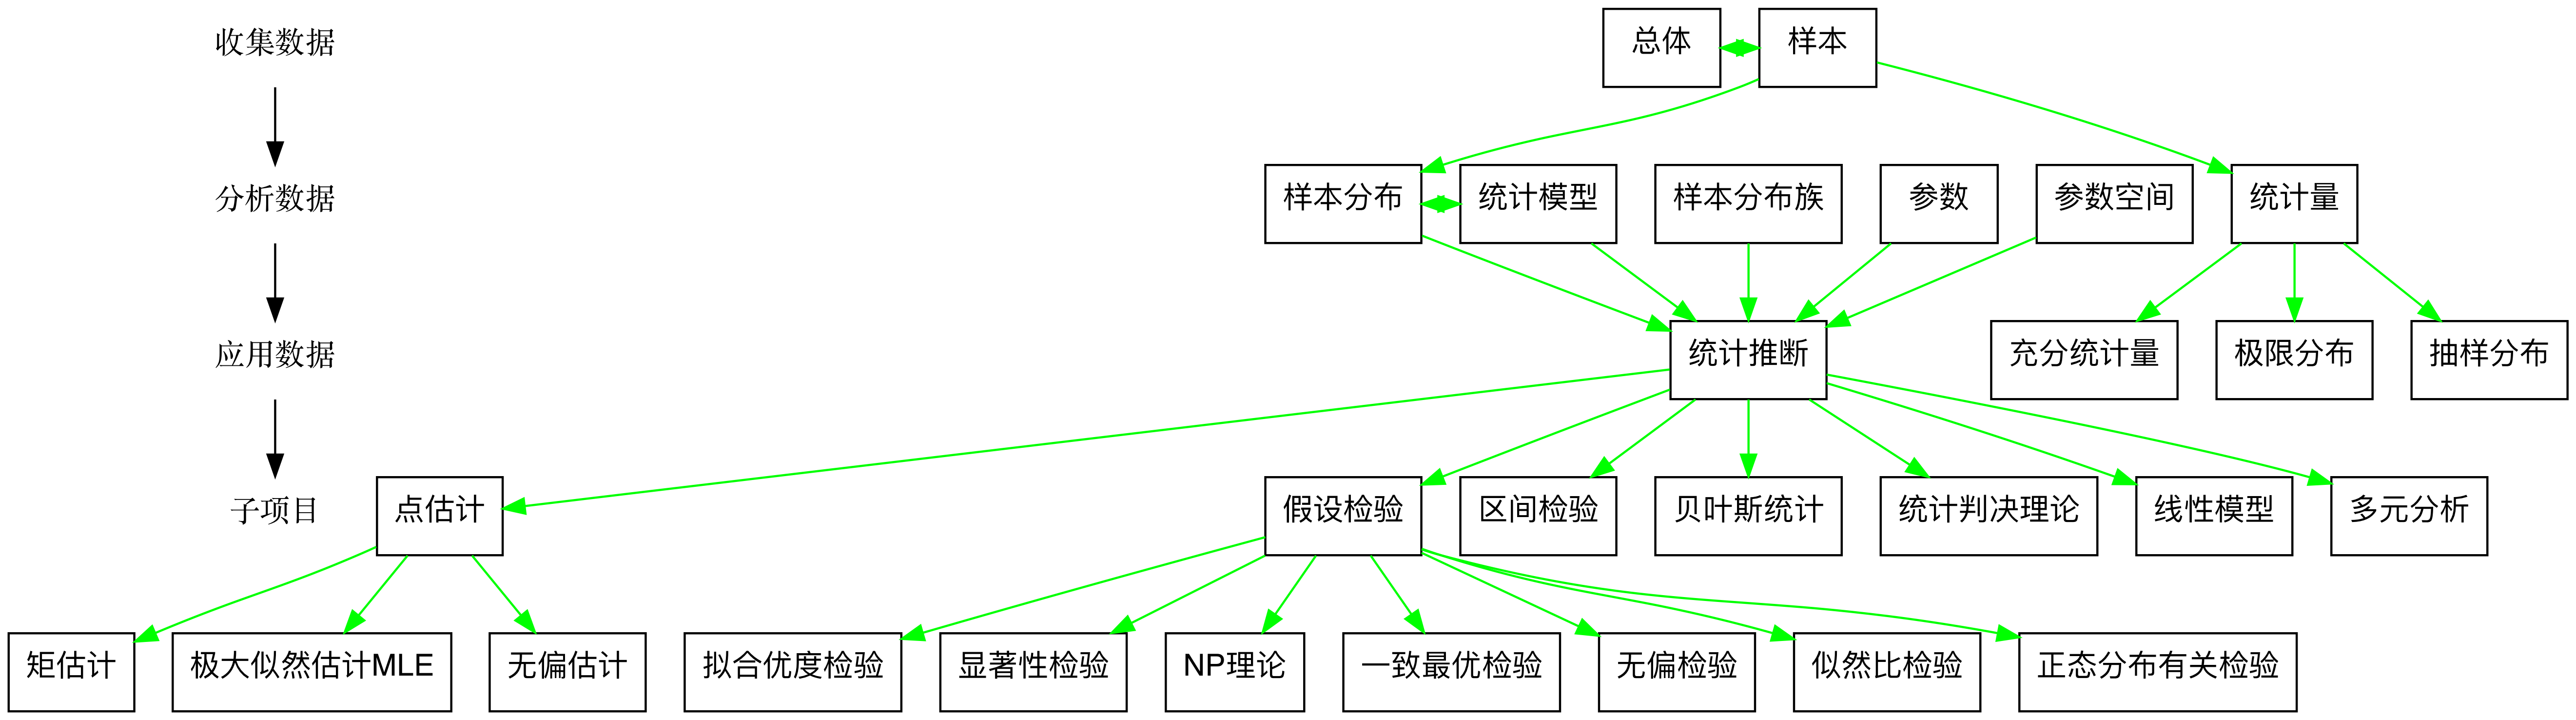 收集数据
总体
样本
分析数据
样本分布
统计模型
样本分布族
参数
参数空间
统计量
应用数据
统计推断
充分统计量
极限分布
抽样分布
子项目
点估计
假设检验
区间检验
贝叶斯统计
统计判决理论
线性模型
多元分析
矩估计
极大似然估计MLE
无偏估计
拟合优度检验
显著性检验
NP理论
一致最优检验
无偏检验
似然比检验
正态分布有关检验